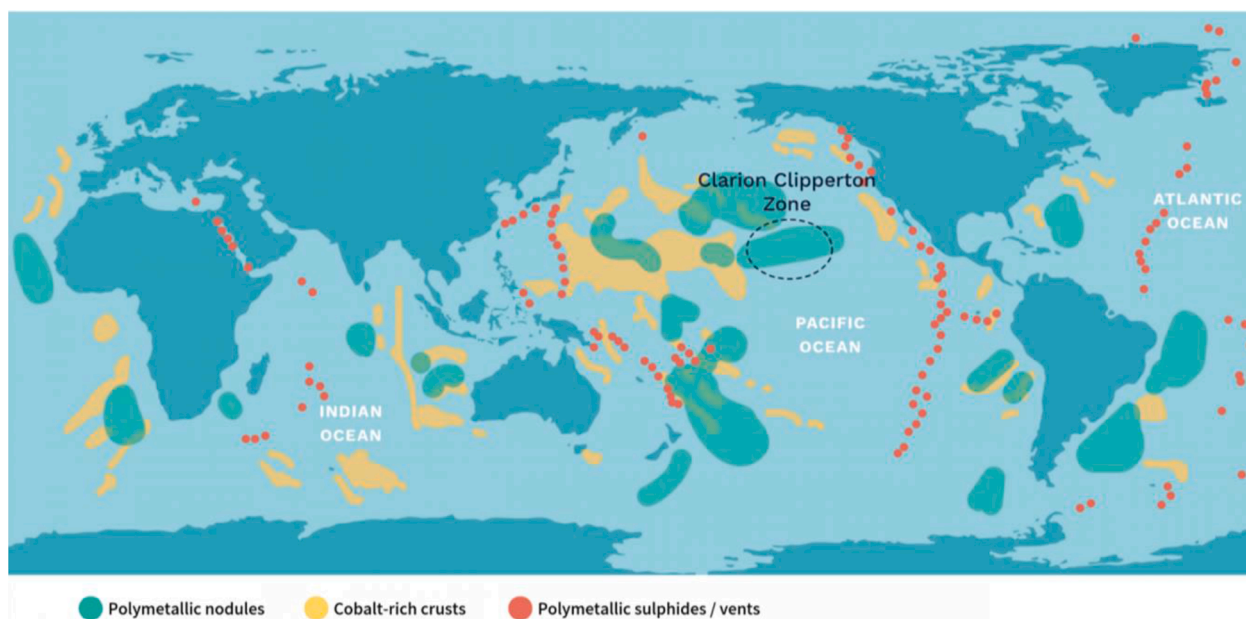 Clarion Clipperton
Zone
ATLANTIC
OCEAN
PACIFIC
OCEAN
INDIAN
OCEAN
Polymetallic nodules
Cobalt-rich crusts
Polymetallic sulphides / vents